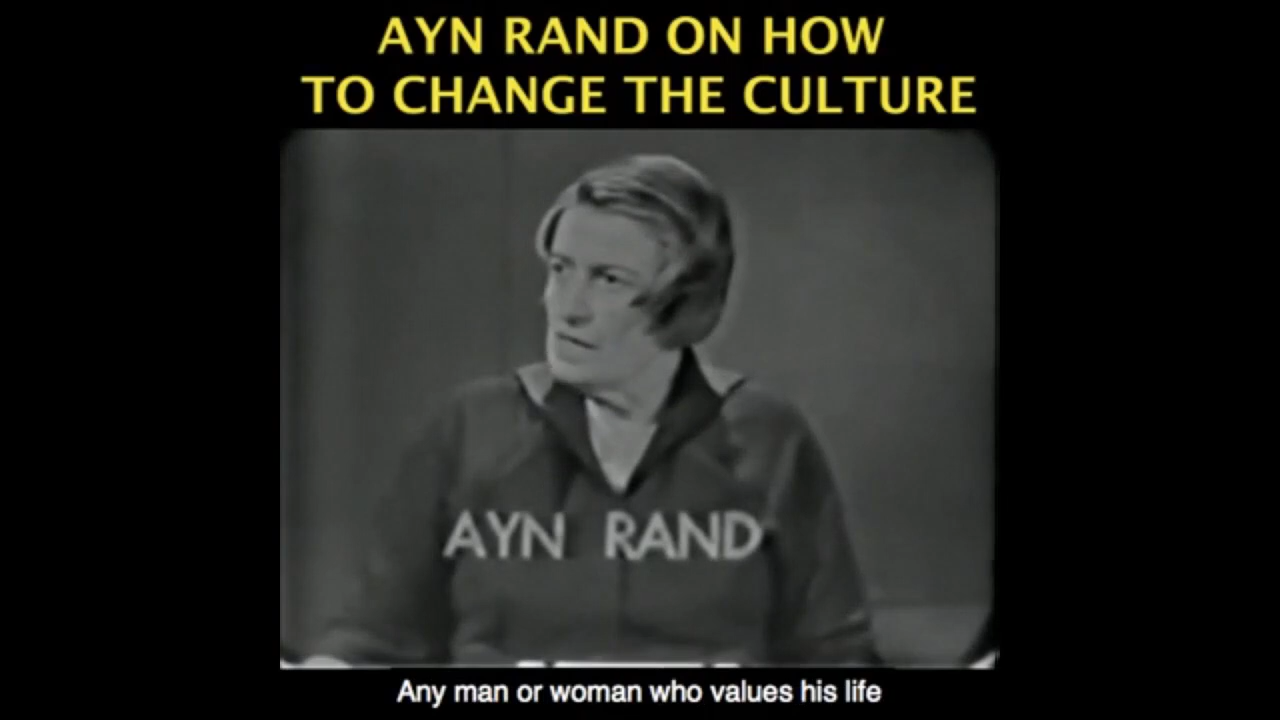 AYN RAND ON HOW
TO CHANGE THE CULTURE
AYN RAND
Any man or woman who values his life